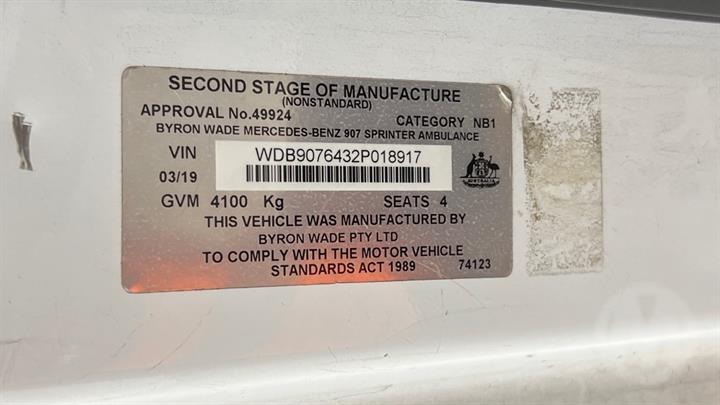 SECOND STAGE OF MANUFACTURE
(NONSTANDARD)
APPROVAL No.49924 CATEGORY NB1
BYRON WADE MERCEDES-BENZ 907 SPRINTER AMBULANCE
VIN WDB9076432P018917
03/19 AUSTRALIA
GVM 4100 Kg SEATS 4
THIS VEHICLE WAS MANUFACTURED BY
BYRON WADE PTY LTD
TO COMPLY WITH THE MOTOR VEHICLE
STANDARDS ACT 1989 74123